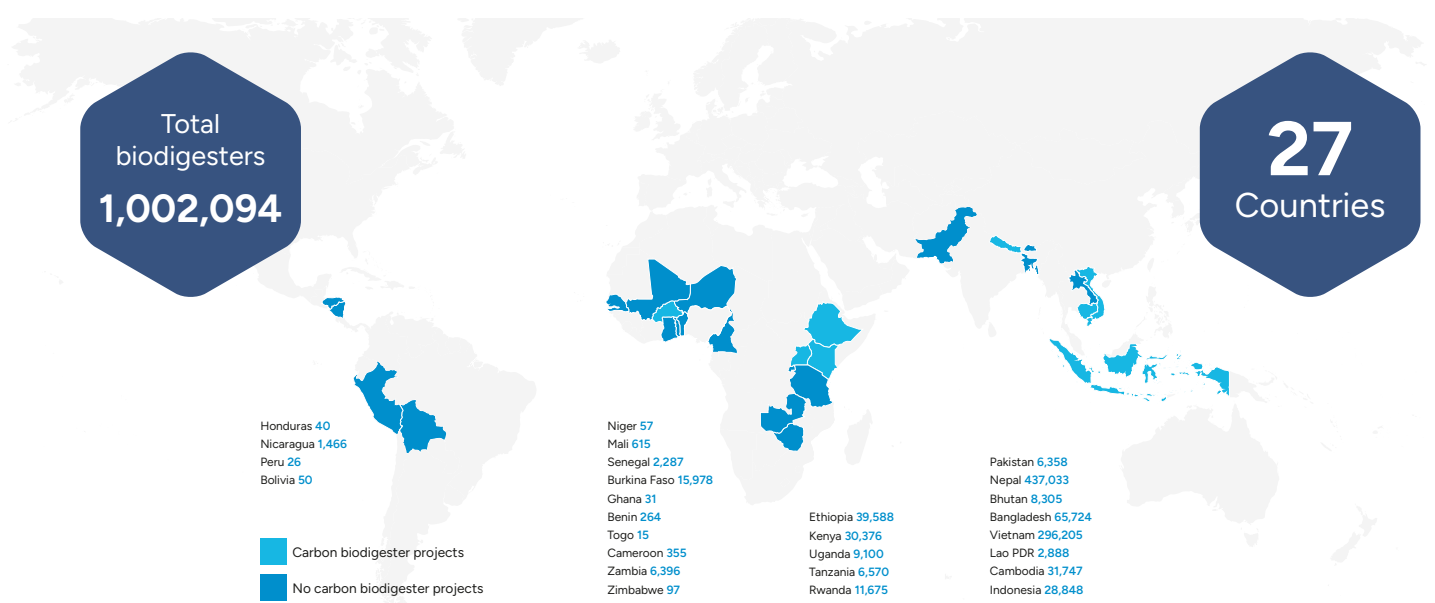 Total
biodigesters
1,002,094
27
Countries
Honduras 40
Nicaragua 1,466
Peru 26
Bolivia 50
Carbon biodigester projects
No carbon biodigester projects
Niger 57
Mali 615
Senegal 2,287
Burkina Faso 15,978
Ghana 31
Benin 264
Togo 15
Cameroon 355
Zambia 6,396
Zimbabwe 97
Ethiopia 39,588
Kenya 30,376
Uganda 9,100
Tanzania 6,570
Rwanda 11,675
Pakistan 6,358
Nepal 437,033
Bhutan 8,305
Bangladesh 65,724
Vietnam 296,205
Lao PDR 2,888
Cambodia 31,747
Indonesia 28,848